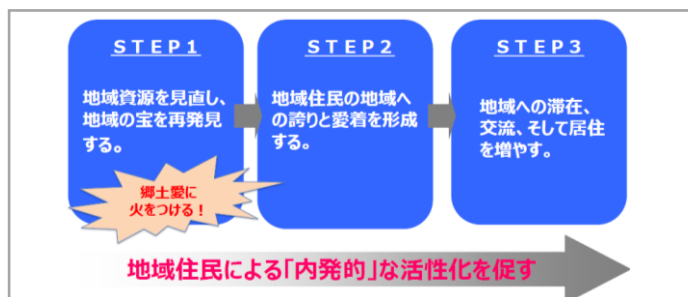 STEP1
地域資源を見直し、
地域の宝を再発見
する。
郷土愛に
火をつける！
STEP2
地域住民の地域へ
の誇りと愛着を形成
する。
STEP3
地域への滞在、
交流、そして居住
を増やす。
地域住民による「内発的」な活性化を促す